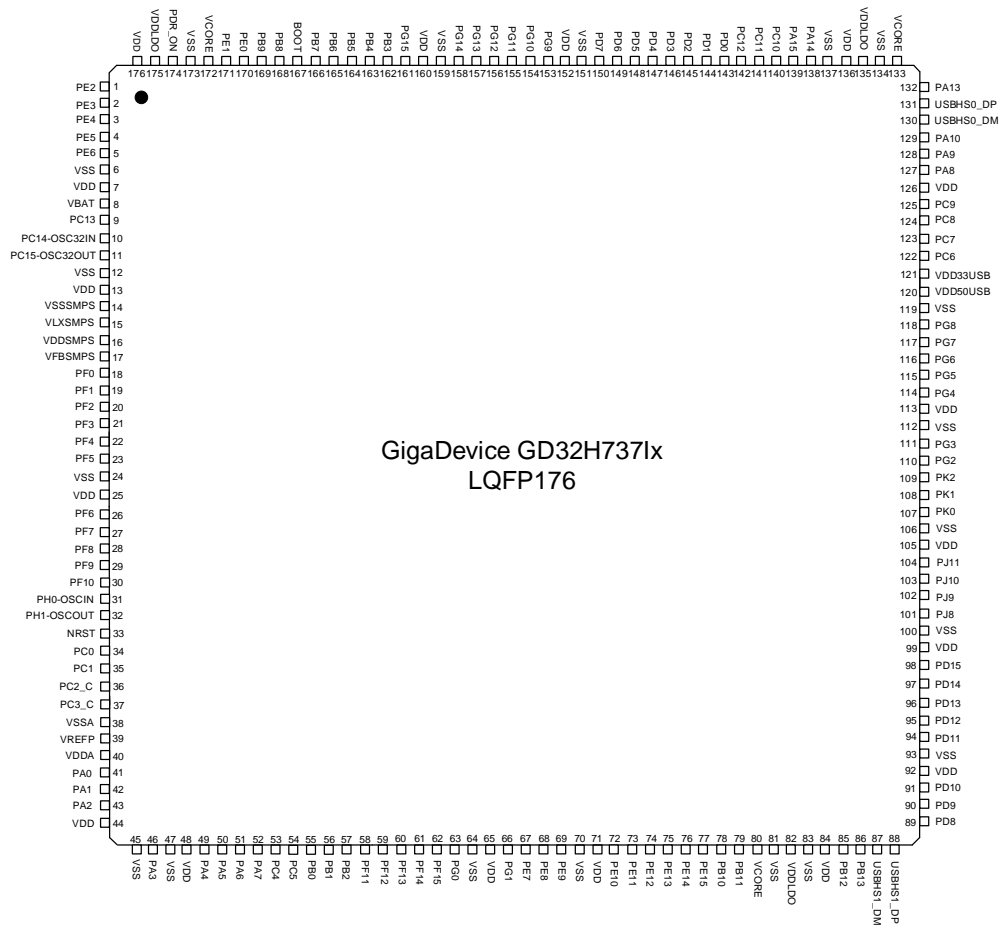 VDD VDDLDO PDR_ON VSS VCORE PE1 PE0 PB9 PB8 BOOT PB7 PB6 PB5 PB4 PB3 PG15 VDD VSS PG14 PG13 PG12 PG11 PG10 PG9 VDD VSS PD7 PD6 PD5 PD4 PD3 PD2 PD1 PD0 PC12 PC11 PC10 PA15 PA14 VSS VDD VDDLDO VSS VCORE
176 175 174 173 172 171 170 169 168 167 166 165 164 163 162 161 160 159 158 157 156 155 154 153 152 151 150 149 148 147 146 145 144 143 142 141 140 139 138 137 136 135 134 133
PE2 1
PE3 2
PE4 3
PE5 4
PE6 5
VSS 6
VDD 7
VBAT 8
PC13 9
PC14-OSC32IN 10
PC15-OSC32OUT 11
VSS 12
VDD 13
VSSSMPS 14
VLXSMPS 15
VDDSMPS 16
VFBSMPS 17
PF0 18
PF1 19
PF2 20
PF3 21
PF4 22
PF5 23
VSS 24
VDD 25
PF6 26
PF7 27
PF8 28
PF9 29
PF10 30
PH0-OSCIN 31
PH1-OSCOUT 32
NRST 33
PC0 34
PC1 35
PC2_C 36
PC3_C 37
VSSA 38
VREFP 39
VDDA 40
PA0 41
PA1 42
PA2 43
VDD 44
GigaDevice GD32H737Ix
LQFP176
132 PA13
131 USBHS0_DP
130 USBHS0_DM
129 PA10
128 PA9
127 PA8
126 VDD
125 PC9
124 PC8
123 PC7
122 PC6
121 VDD33USB
120 VDD50USB
119 VSS
118 PG8
117 PG7
116 PG6
115 PG5
114 PG4
113 VDD
112 VSS
111 PG3
110 PG2
109 PK2
108 PK1
107 PK0
106 VSS
105 VDD
104 PJ11
103 PJ10
102 PJ9
101 PJ8
100 VSS
99 VDD
98 PD15
97 PD14
96 PD13
95 PD12
94 PD11
93 VSS
92 VDD
91 PD10
90 PD9
89 PD8
45 46 47 48 49 50 51 52 53 54 55 56 57 58 59 60 61 62 63 64 65 66 67 68 69 70 71 72 73 74 75 76 77 78 79 80 81 82 83 84 85 86 87 88
VSS PA3 VSS VDD PA4 PA5 PA6 PA7 PC4 PC5 PB0 PB1 PB2 PF11 PF12 PF13 PF14 PF15 PG0 VSS VDD PG1 PE7 PE8 PE9 VSS VDD PE10 PE11 PE12 PE13 PE14 PE15 PB10 PB11 VCORE VSS VDDLDO VSS VDD PB12 PB13 USBHS1_DM USBHS1_DP